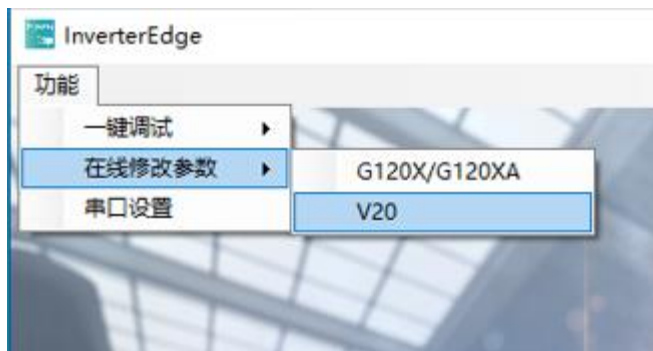 InverterEdge
功能
一键调试
在线修改参数
G120X/G120XA
串口设置
V20